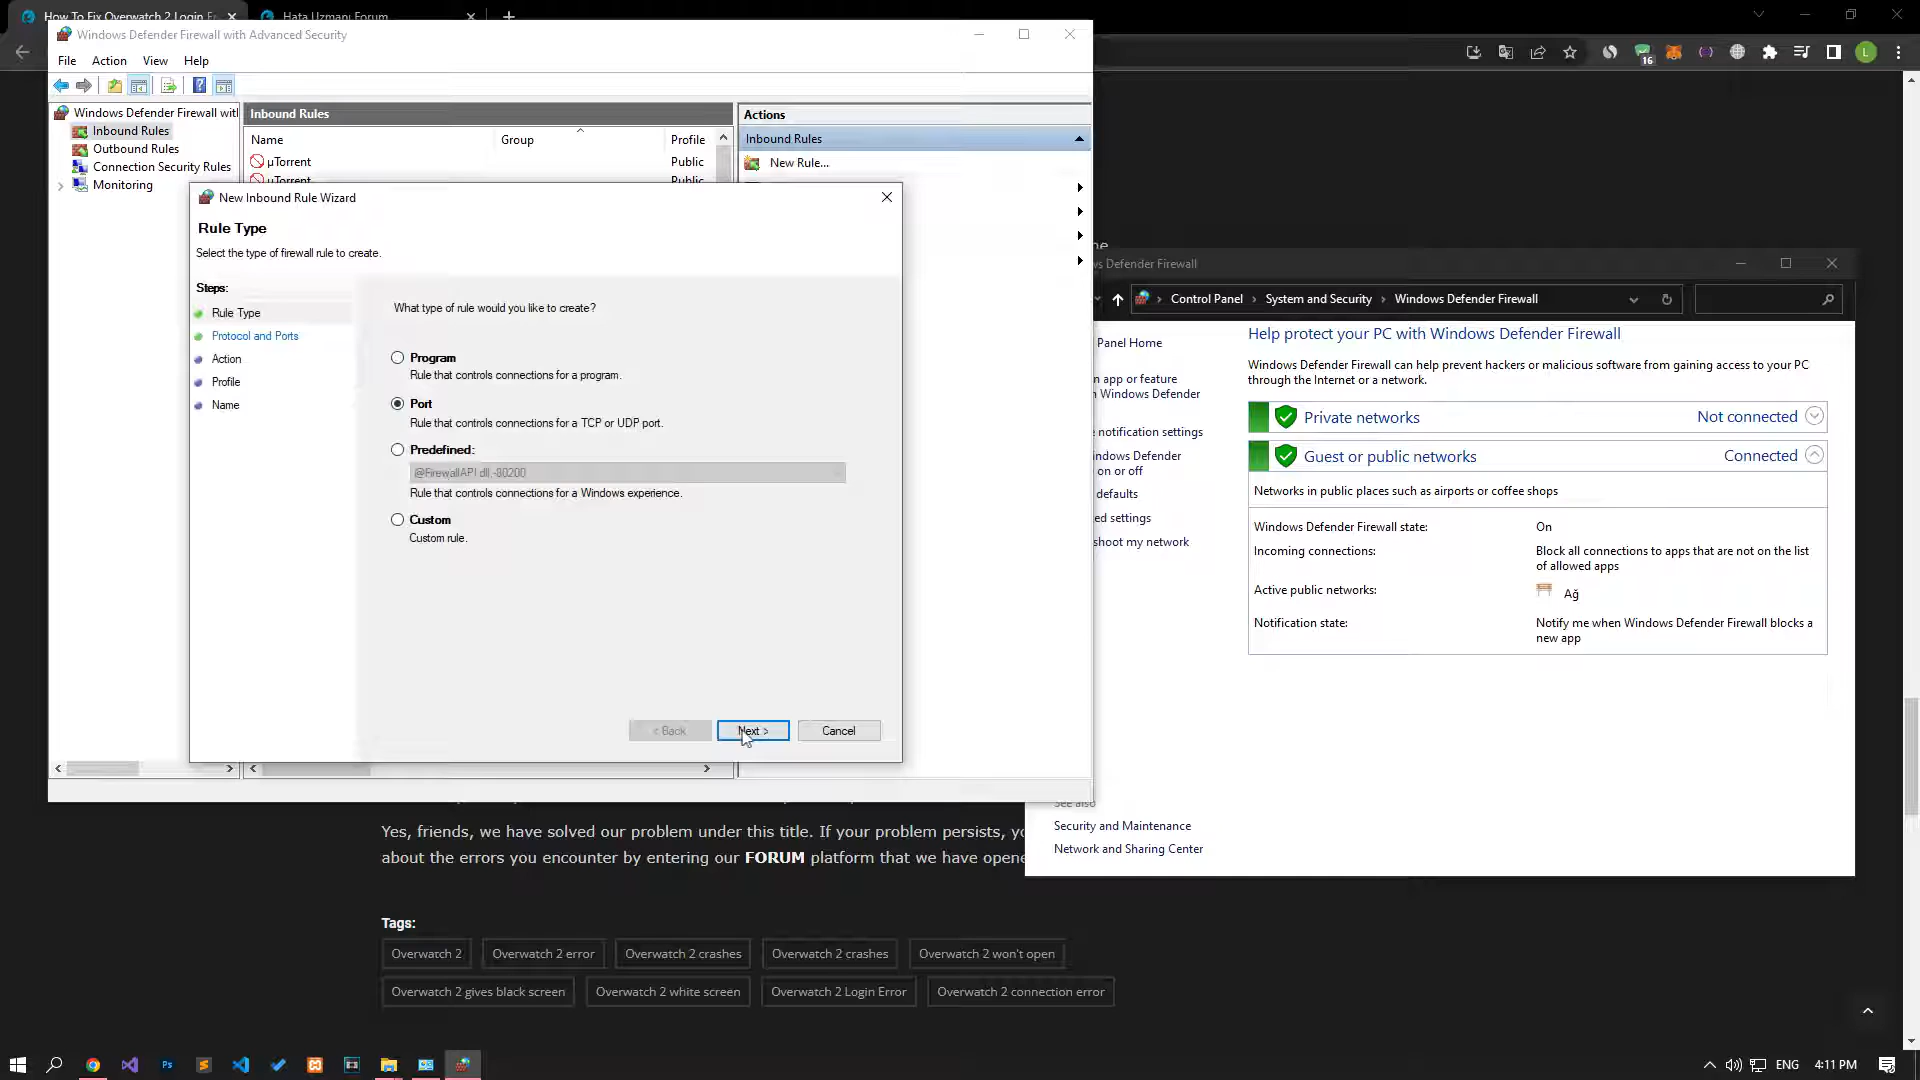 How To Fix Overwatch 2 Login Er
Hata Uzmanı Forum
Windows Defender Firewall with Advanced Security
File Action View Help
Windows Defender Firewall witl
Inbound Rules
Outbound Rules
Connection Security Rules
Monitoring
Inbound Rules
Name Group Profile
µTorrent Public
µTorrent Public
Actions
Inbound Rules
New Rule...
New Inbound Rule Wizard
Rule Type
Select the type of firewall rule to create.
Steps:
Rule Type
Protocol and Ports
Action
Profile
Name
What type of rule would you like to create?
Program
Rule that controls connections for a program.
Port
Rule that controls connections for a TCP or UDP port.
Predefined:
@FirewallAPI.dll,-80200
Rule that controls connections for a Windows experience.
Custom
Custom rule.
< Back Next > Cancel
16
L
ne
s Defender Firewall
Control Panel System and Security Windows Defender Firewall
Panel Home
n app or feature
n Windows Defender
e notification settings
indows Defender
on or off
defaults
ed settings
shoot my network
See also
Security and Maintenance
Network and Sharing Center
Help protect your PC with Windows Defender Firewall
Windows Defender Firewall can help prevent hackers or malicious software from gaining access to your PC
through the Internet or a network.
Private networks Not connected
Guest or public networks Connected
Networks in public places such as airports or coffee shops
Windows Defender Firewall state: On
Incoming connections: Block all connections to apps that are not on the list
of allowed apps
Active public networks: Ağ
Notification state: Notify me when Windows Defender Firewall blocks a
new app
Yes, friends, we have solved our problem under this title. If your problem persists, yo
about the errors you encounter by entering our FORUM platform that we have opene
Tags:
Overwatch 2 Overwatch 2 error Overwatch 2 crashes Overwatch 2 crashes Overwatch 2 won't open
Overwatch 2 gives black screen Overwatch 2 white screen Overwatch 2 Login Error Overwatch 2 connection error
Ps
ENG 4:11 PM